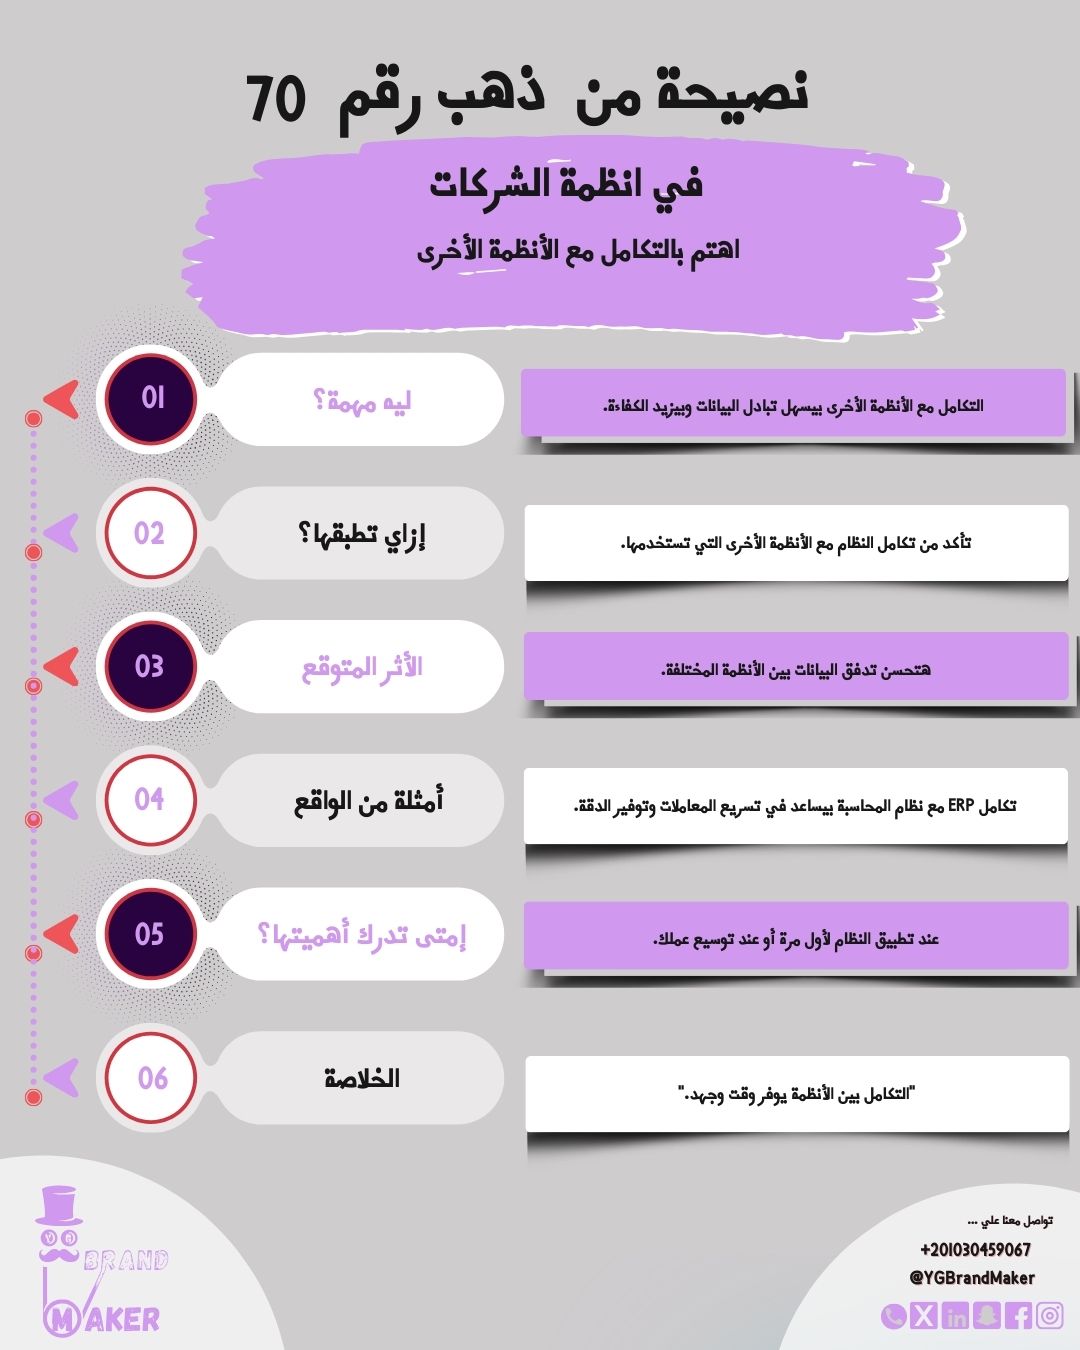 نصيحة من ذهب رقم 70
في انظمة الشركات
اهتم بالتكامل مع الأنظمة الأخرى
01
ليه مهمة؟
التكامل مع الأنظمة الأخرى بيسهل تبادل البيانات وبيزيد الكفاءة.
02
إزاي تطبقها؟
تأكد من تكامل النظام مع الأنظمة الأخرى التي تستخدمها.
03
الأثر المتوقع
هتحسن تدفق البيانات بين الأنظمة المختلفة.
04
أمثلة من الواقع
تكامل ERP مع نظام المحاسبة بيساعد في تسريع المعاملات وتوفير الدقة.
05
إمتى تدرك أهميتها؟
عند تطبيق النظام لأول مرة أو عند توسيع عملك.
06
الخلاصة
"التكامل بين الأنظمة يوفر وقت وجهد."
BRAND
MAKER
تواصل معنا علي ...
+201030459067
@YGBrandMaker